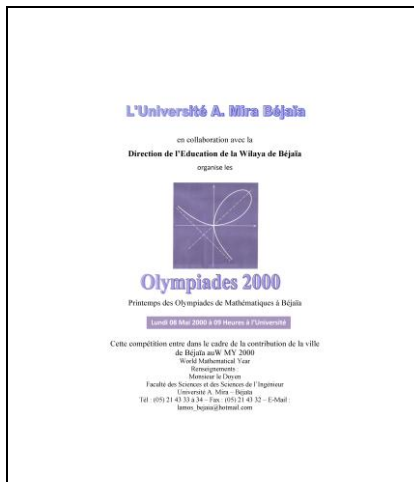 L'Université A. Mira Béjaïa
en collaboration avec la
Direction de l'Education de la Wilaya de Béjaïa
organise les
Olympiades 2000
Printemps des Olympiades de Mathématiques à Béjaïa
Lundi 08 Mai 2000 à 09 Heures à l'Université
Cette compétition entre dans le cadre de la contribution de la ville
de Béjaïa auW MY 2000
World Mathematical Year
Renseignements :
Monsieur le Doyen
Faculté des Sciences et des Sciences de l'Ingénieur
Université A. Mira – Béjaïa
Tél : (05) 21 43 33 à 34 – Fax : (05) 21 43 32 – E-Mail :
lamos_bejaia@hotmail.com